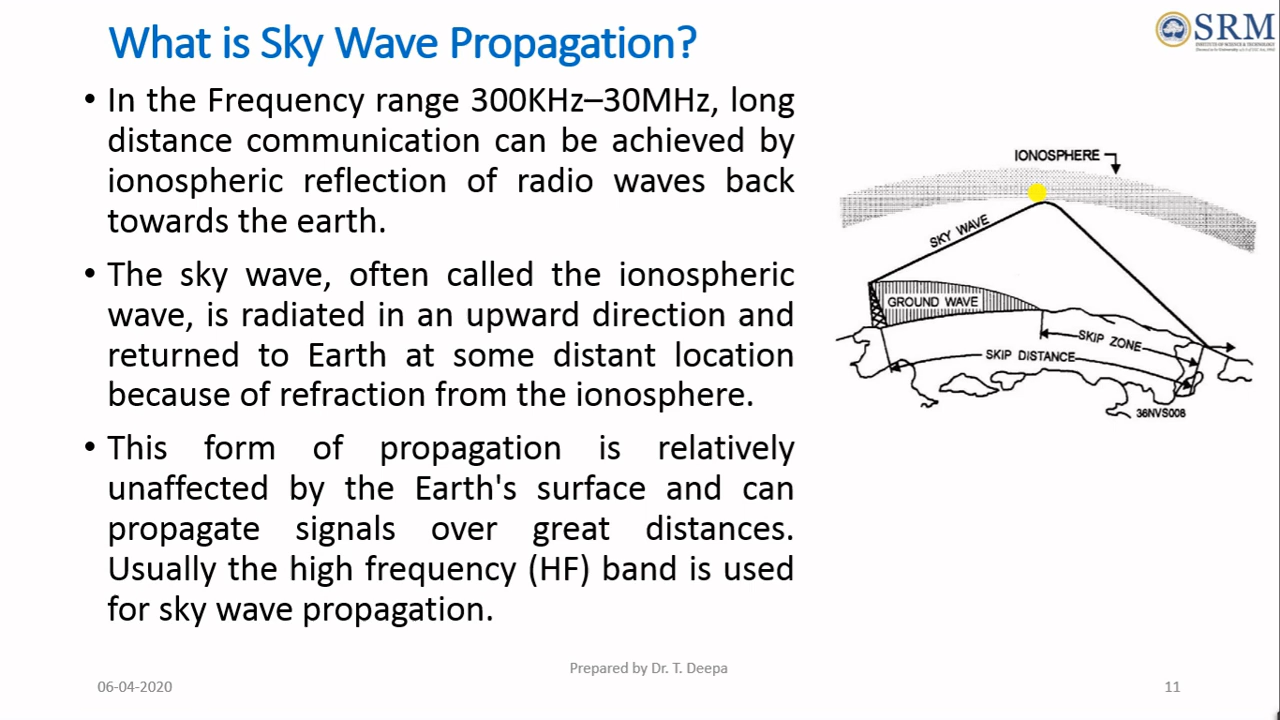 What is Sky Wave Propagation?
SRM
INSTITUTE OF SCIENCE & TECHNOLOGY
• In the Frequency range 300KHz–30MHz, long
distance communication can be achieved by
ionospheric reflection of radio waves back
towards the earth.
• The sky wave, often called the ionospheric
wave, is radiated in an upward direction and
returned to Earth at some distant location
because of refraction from the ionosphere.
• This form of propagation is relatively
unaffected by the Earth's surface and can
propagate signals over great distances.
Usually the high frequency (HF) band is used
for sky wave propagation.
IONOSPHERE
SKY WAVE
GROUND WAVE
SKIP ZONE
SKIP DISTANCE
36NVS008
Prepared by Dr. T. Deepa
06-04-2020
11